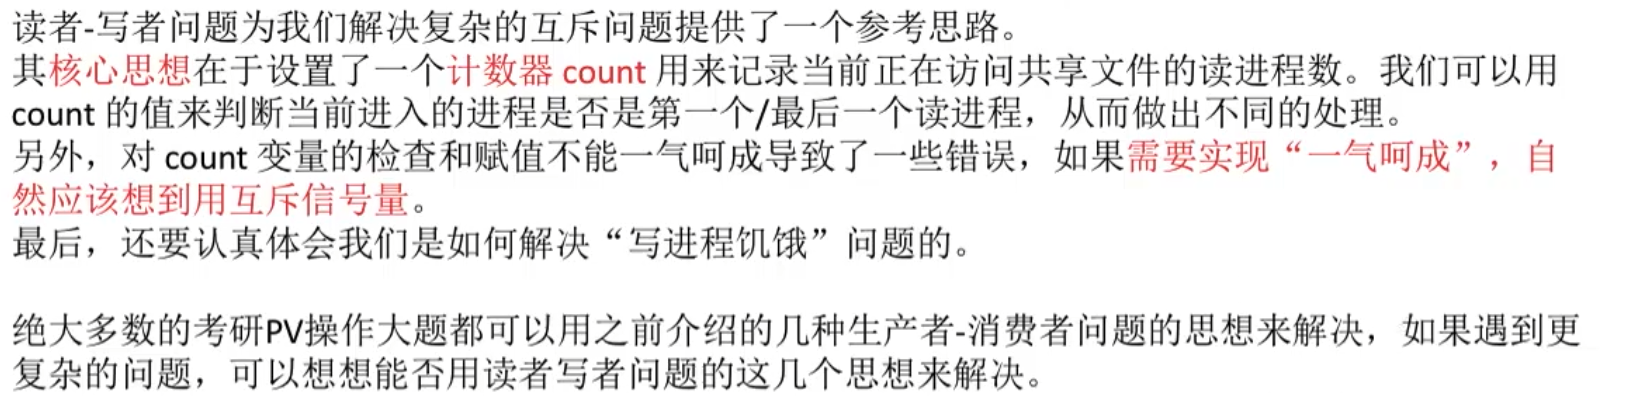 读者-写者问题为我们解决复杂的互斥问题提供了一个参考思路。
其核心思想在于设置了一个计数器 count 用来记录当前正在访问共享文件的读进程数。我们可以用
count 的值来判断当前进入的进程是否是第一个/最后一个读进程，从而做出不同的处理。
另外，对 count 变量的检查和赋值不能一气呵成导致了一些错误，如果需要实现“一气呵成”，自
然应该想到用互斥信号量。
最后，还要认真体会我们是如何解决“写进程饥饿”问题的。
绝大多数的考研PV操作大题都可以用之前介绍的几种生产者-消费者问题的思想来解决，如果遇到更
复杂的问题，可以想想能否用读者写者问题的这几个思想来解决。